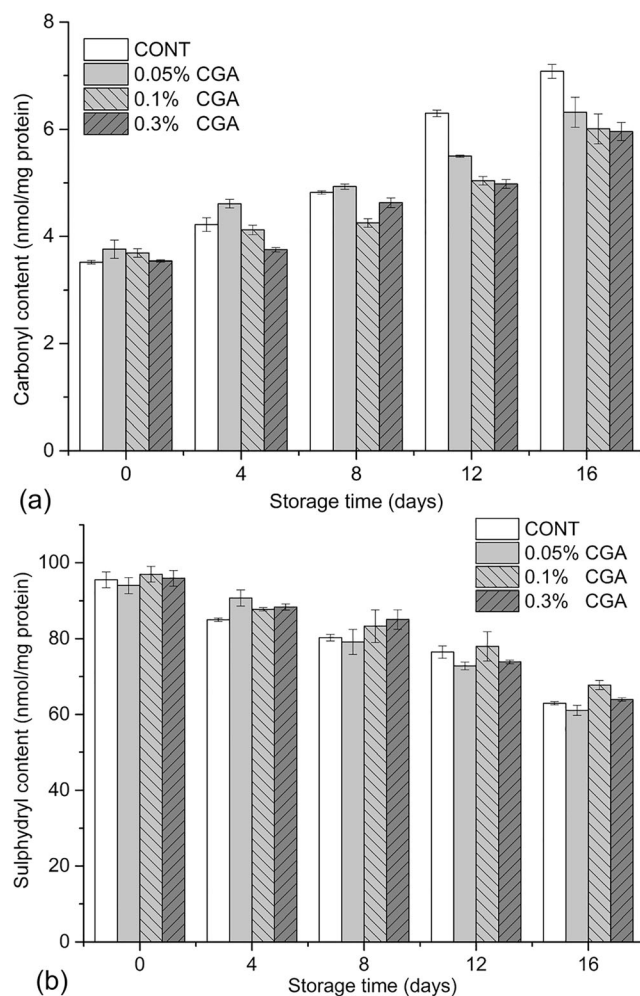 8
6
4
2
0
Carbonyl content (nmol/mg protein)
CONT
0.05% CGA
0.1% CGA
0.3% CGA
0 4 8 12 16
Storage time (days)
(a)
100
80
60
40
20
0
Sulphydryl content (nmol/mg protein)
CONT
0.05% CGA
0.1% CGA
0.3% CGA
0 4 8 12 16
Storage time (days)
(b)